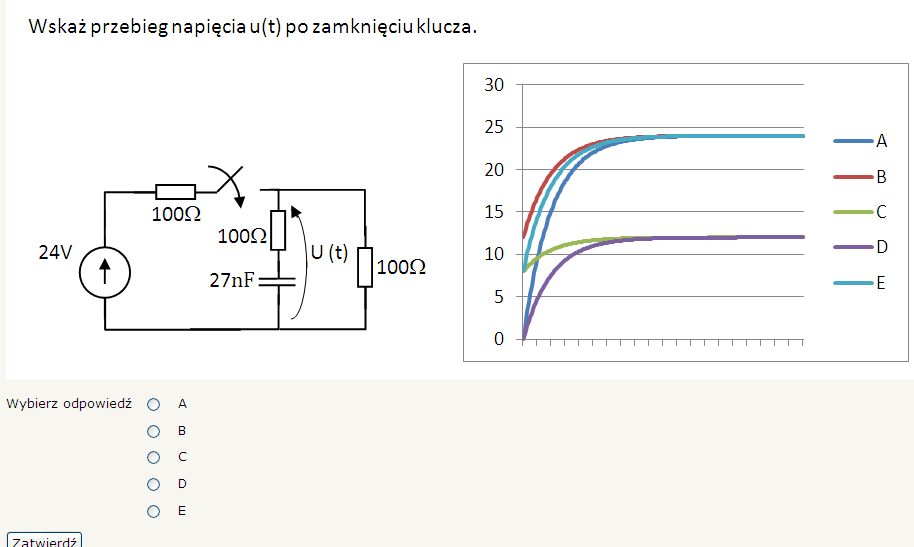 Wskaż przebieg napięcia u(t) po zamknięciu klucza.
30
25
20
15
10
5
0
A
B
C
D
E
100Ω
100Ω
24V
U (t)
100Ω
27nF
Wybierz odpowiedź
A
B
C
D
E
Zatwierdź